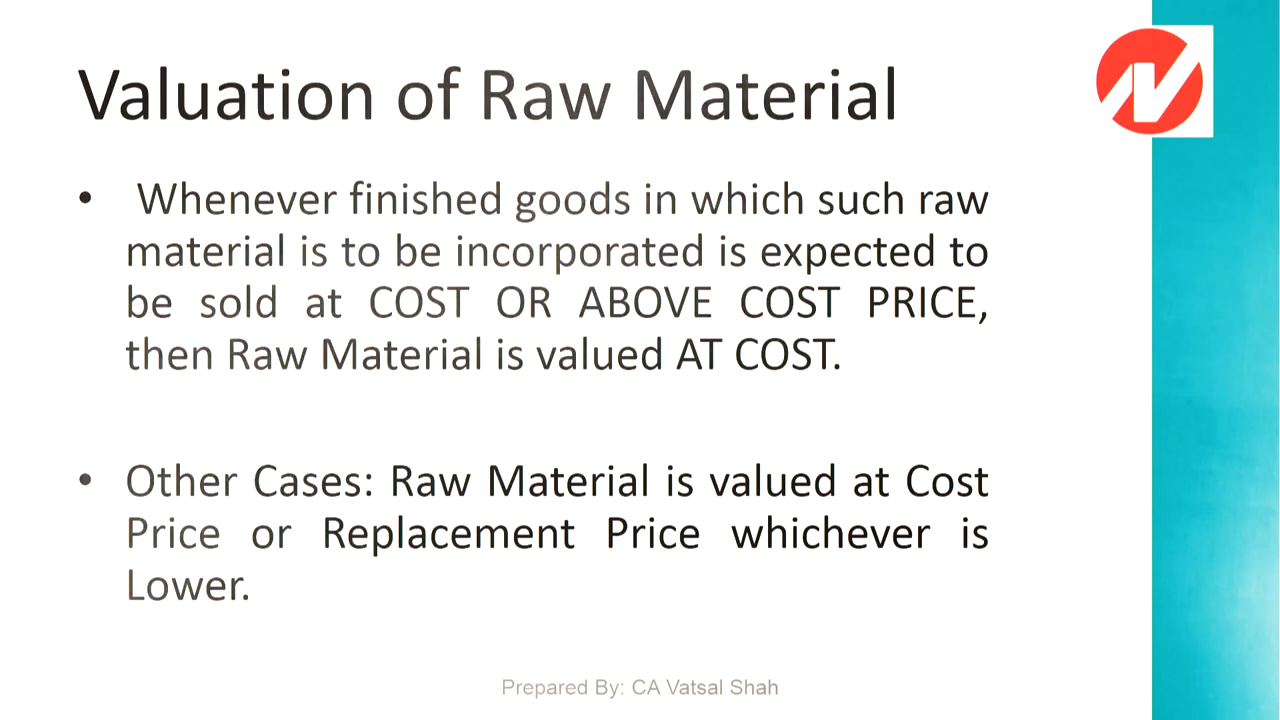 Valuation of Raw Material
• Whenever finished goods in which such raw
material is to be incorporated is expected to
be sold at COST OR ABOVE COST PRICE,
then Raw Material is valued AT COST.
• Other Cases: Raw Material is valued at Cost
Price or Replacement Price whichever is
Lower.
Prepared By: CA Vatsal Shah